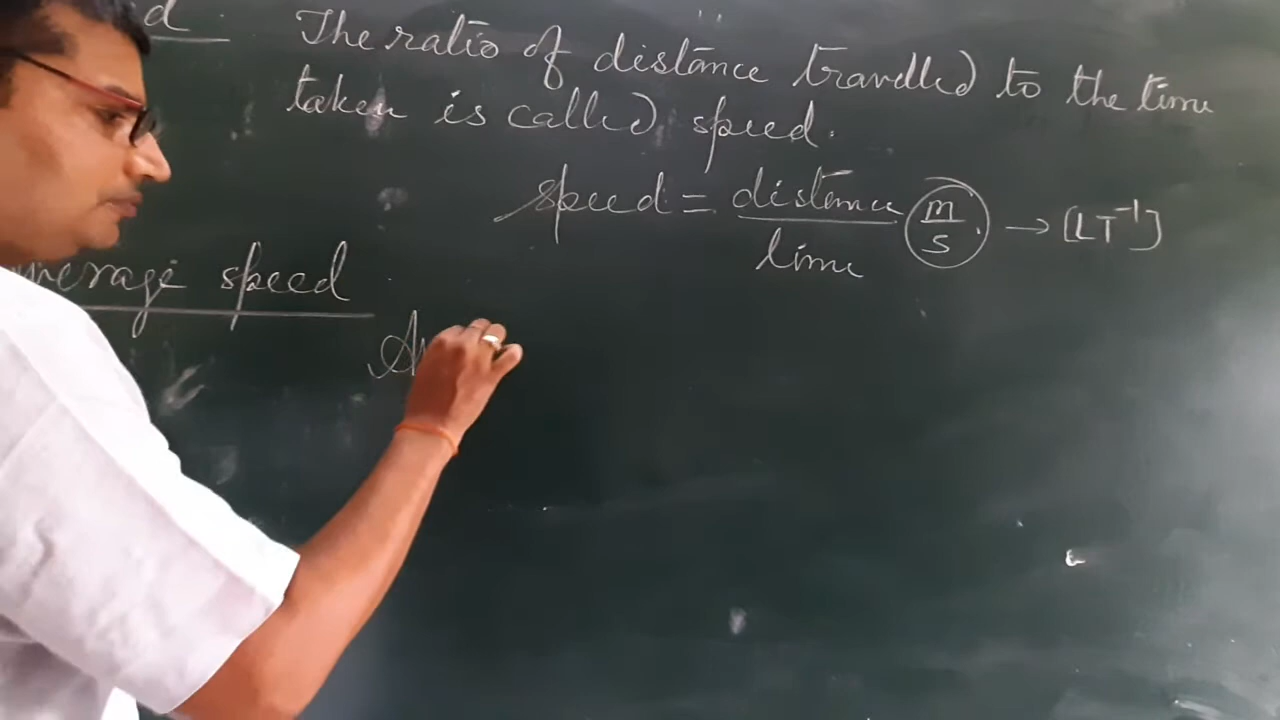 d The ratio of distance travelled to the time
taken is called speed.
speed = distance m → [LT⁻¹]
time s
average speed
Av